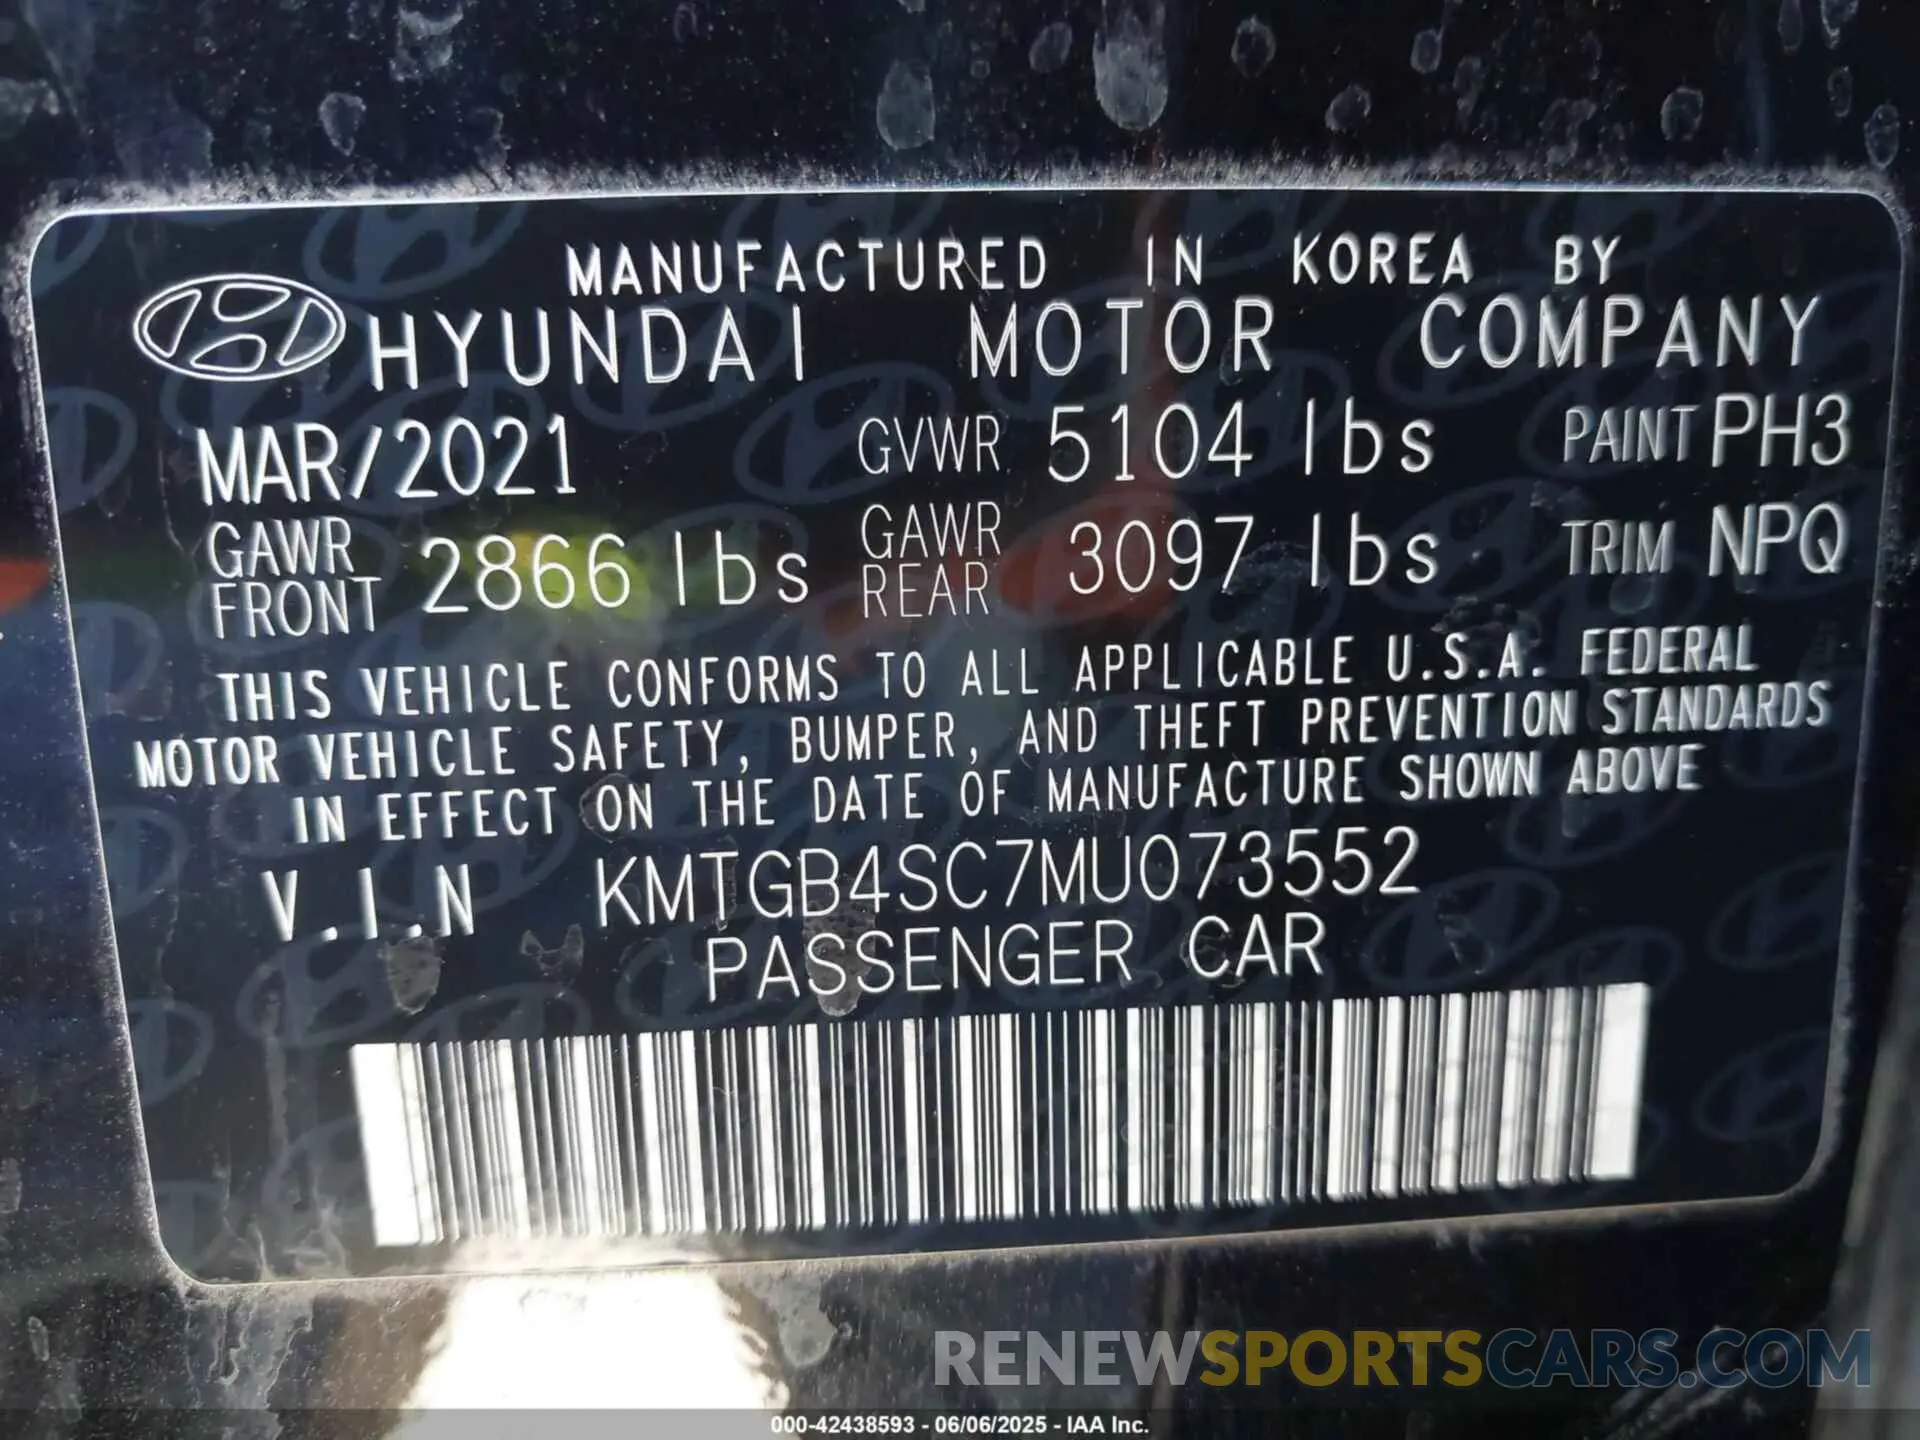 MANUFACTURED IN KOREA BY
HYUNDAI MOTOR COMPANY
MAR/2021 GVWR 5104 lbs PAINT PH3
GAWR FRONT 2866 lbs GAWR REAR 3097 lbs TRIM NPQ
THIS VEHICLE CONFORMS TO ALL APPLICABLE U.S.A. FEDERAL
MOTOR VEHICLE SAFETY, BUMPER, AND THEFT PREVENTION STANDARDS
IN EFFECT ON THE DATE OF MANUFACTURE SHOWN ABOVE
V.I.N KMTGB4SC7MU073552
PASSENGER CAR
RENEWSPORTSCARS.COM
000-42438593 - 06/06/2025 - IAA Inc.